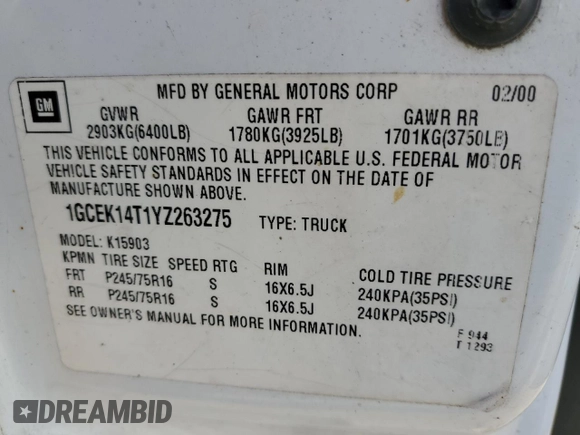 MFD BY GENERAL MOTORS CORP 02/00
GM
GVWR GAWR FRT GAWR RR
2903KG(6400LB) 1780KG(3925LB) 1701KG(3750LB)
THIS VEHICLE CONFORMS TO ALL APPLICABLE U.S. FEDERAL MOTOR
VEHICLE SAFETY STANDARDS IN EFFECT ON THE DATE OF
MANUFACTURE SHOWN ABOVE.
1GCEK14T1YZ263275 TYPE: TRUCK
MODEL: K15903
KPMN TIRE SIZE SPEED RTG RIM COLD TIRE PRESSURE
FRT P245/75R16 S 16X6.5J 240KPA(35PSI)
RR P245/75R16 S 16X6.5J 240KPA(35PSI)
SEE OWNER'S MANUAL FOR MORE INFORMATION.
F 944
T 1293
DREAMBID